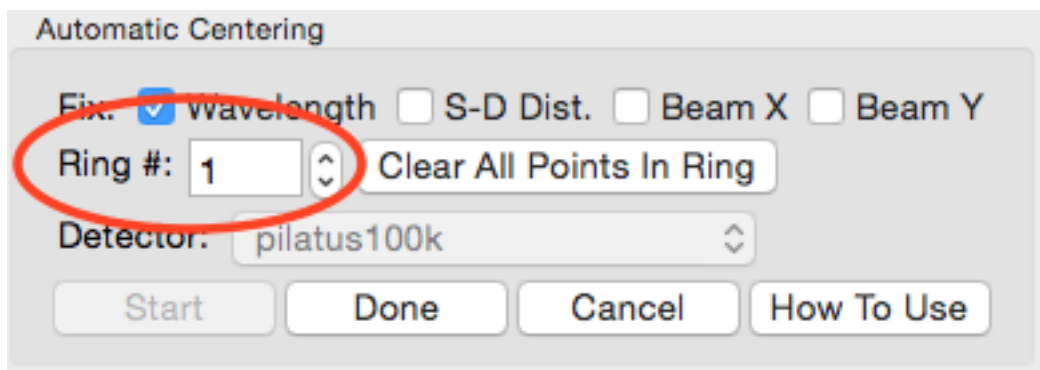 Automatic Centering
Fix: Wavelength S-D Dist. Beam X Beam Y
Ring #: 1 Clear All Points In Ring
Detector: pilatus100k
Start Done Cancel How To Use